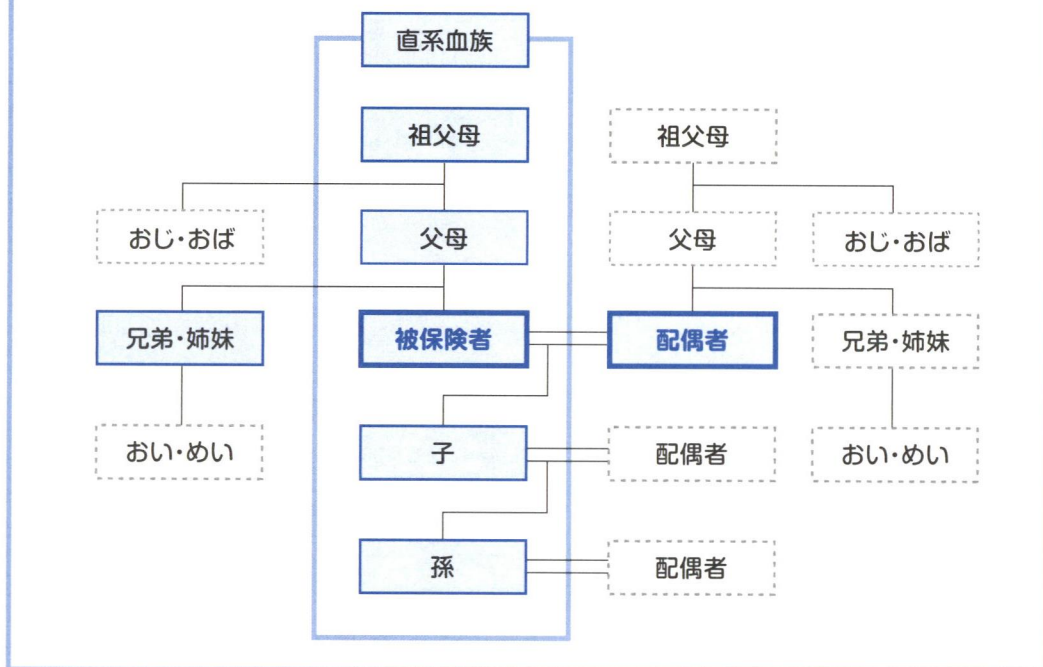 直系血族
祖父母
祖父母
おじ・おば
父母
父母
おじ・おば
兄弟・姉妹
被保険者
配偶者
兄弟・姉妹
おい・めい
子
配偶者
おい・めい
孫
配偶者